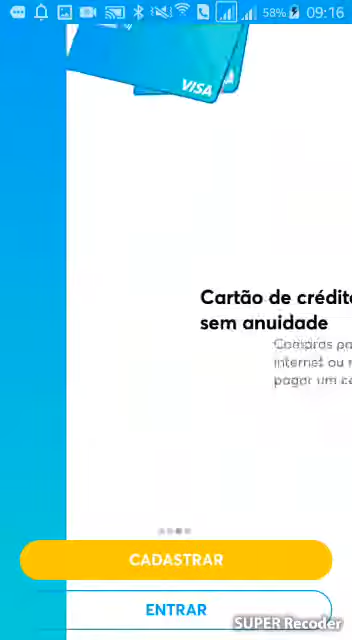 58% 09:16
VISA
Cartão de crédit
sem anuidade
Compras pa
internet ou
pagar um ce
CADASTRAR
ENTRAR
SUPER Recoder